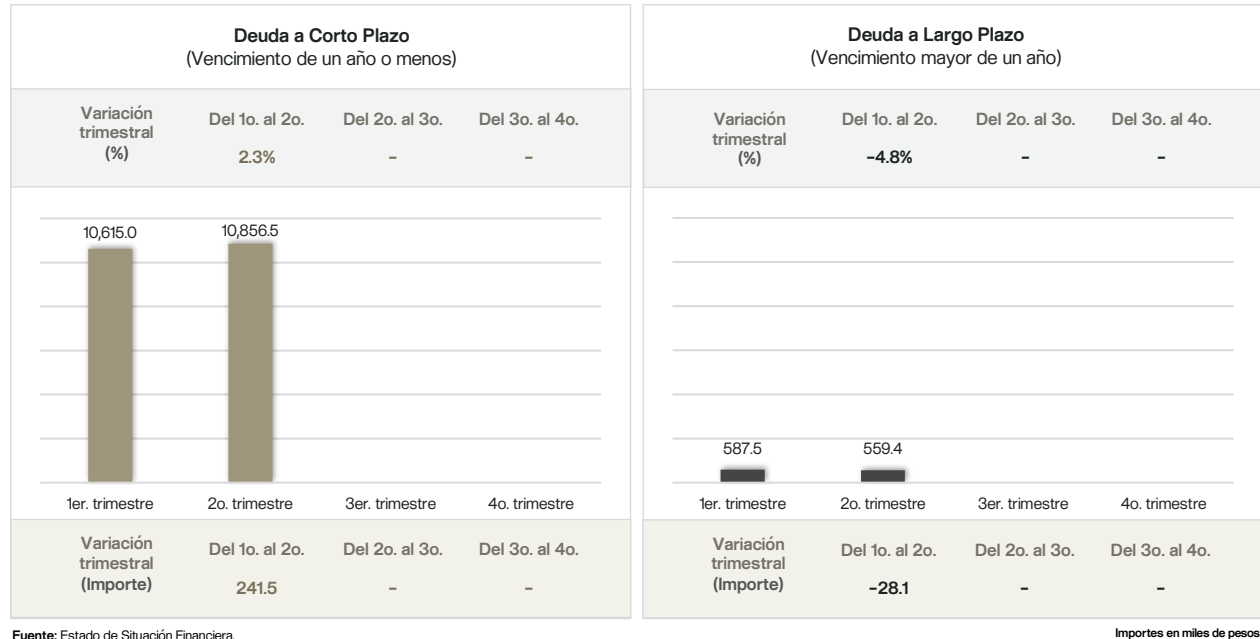 Deuda a Corto Plazo
(Vencimiento de un año o menos)
Variación
trimestral
(%)
Del 1o. al 2o.
Del 2o. al 3o.
Del 3o. al 4o.
2.3%
–
–
10,615.0
10,856.5
1er. trimestre
2o. trimestre
3er. trimestre
4o. trimestre
Variación
trimestral
(Importe)
Del 1o. al 2o.
Del 2o. al 3o.
Del 3o. al 4o.
241.5
–
–
Deuda a Largo Plazo
(Vencimiento mayor de un año)
Variación
trimestral
(%)
Del 1o. al 2o.
Del 2o. al 3o.
Del 3o. al 4o.
-4.8%
–
–
587.5
559.4
1er. trimestre
2o. trimestre
3er. trimestre
4o. trimestre
Variación
trimestral
(Importe)
Del 1o. al 2o.
Del 2o. al 3o.
Del 3o. al 4o.
-28.1
–
–
Fuente: Estado de Situación Financiera.
Importes en miles de pesos